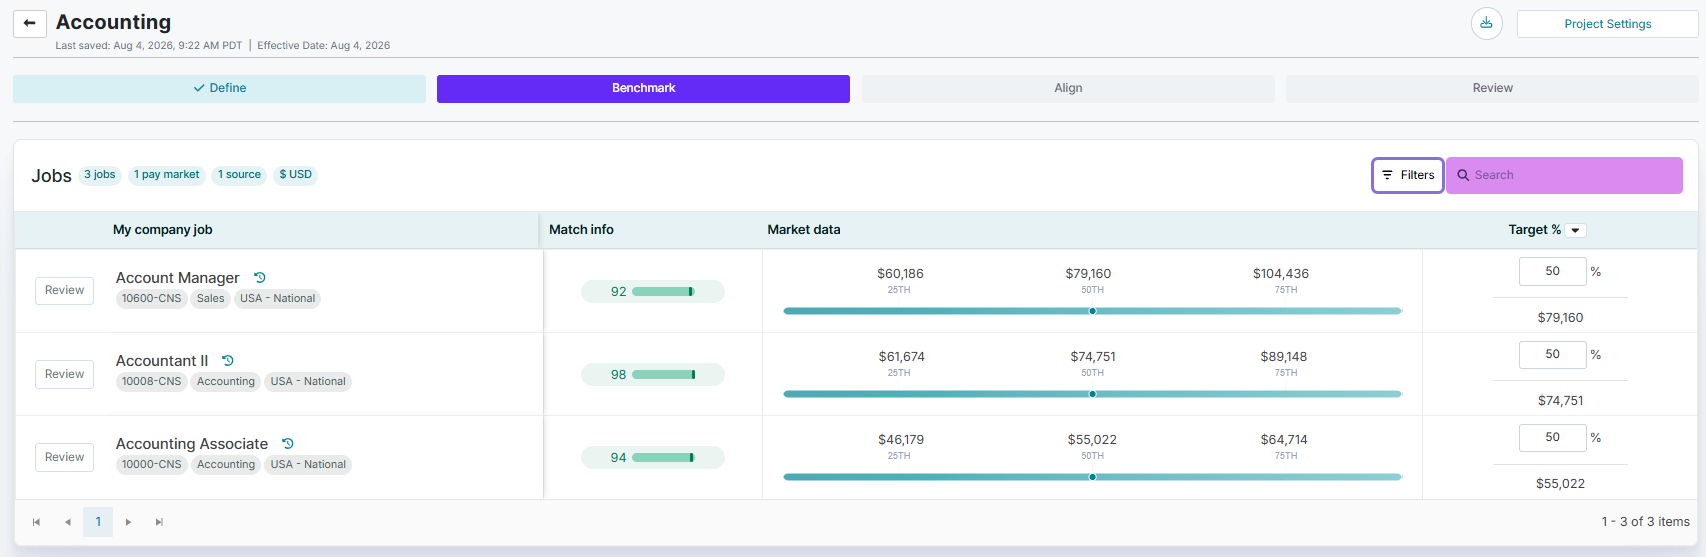 Accounting
Last saved: Aug 4, 2026, 9:22 AM PDT | Effective Date: Aug 4, 2026
Project Settings
Define
Benchmark
Align
Review
Jobs 3 jobs 1 pay market 1 source $ USD
Filters
Search
My company job Match info Market data Target %
Review
Account Manager
10600-CNS Sales USA - National
92
$60,186 $79,160 $104,436
25TH 50TH 75TH
50 %
$79,160
Review
Accountant II
10008-CNS Accounting USA - National
98
$61,674 $74,751 $89,148
25TH 50TH 75TH
50 %
$74,751
Review
Accounting Associate
10000-CNS Accounting USA - National
94
$46,179 $55,022 $64,714
25TH 50TH 75TH
50 %
$55,022
1
1 - 3 of 3 items